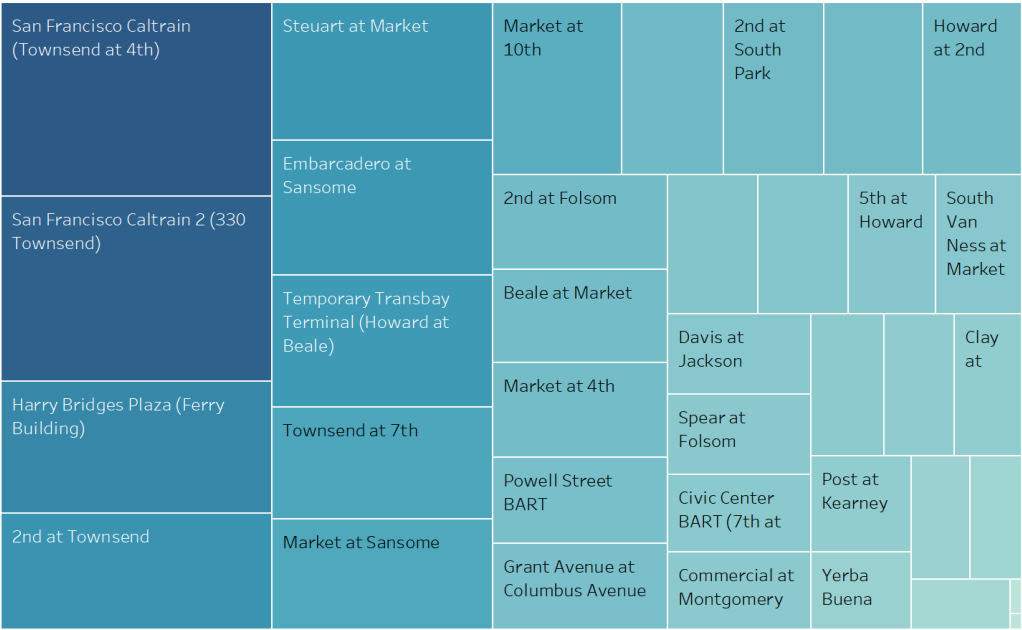 San Francisco Caltrain
(Townsend at 4th)
San Francisco Caltrain 2 (330
Townsend)
Harry Bridges Plaza (Ferry
Building)
2nd at Townsend
Steuart at Market
Embarcadero at
Sansome
Temporary Transbay
Terminal (Howard at
Beale)
Townsend at 7th
Market at Sansome
Market at
10th
2nd at
South
Park
Howard
at 2nd
2nd at Folsom
Beale at Market
Market at 4th
Powell Street
BART
Grant Avenue at
Columbus Avenue
5th at
Howard
South
Van
Ness at
Market
Davis at
Jackson
Spear at
Folsom
Civic Center
BART (7th at
Commercial at
Montgomery
Clay
at
Post at
Kearney
Yerba
Buena